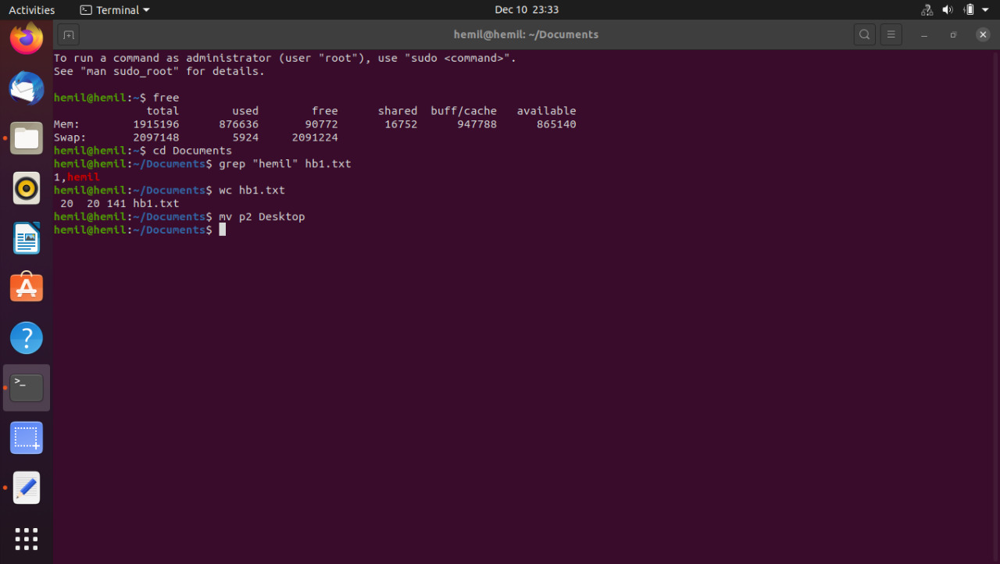 Activities Terminal Dec 10 23:33
hemil@hemil: ~/Documents
To run a command as administrator (user "root"), use "sudo <command>".
See "man sudo_root" for details.
hemil@hemil:~$ free
total used free shared buff/cache available
Mem: 1915196 876636 90772 16752 947788 865140
Swap: 2097148 5924 2091224
hemil@hemil:~$ cd Documents
hemil@hemil:~/Documents$ grep "hemil" hb1.txt
1,hemil
hemil@hemil:~/Documents$ wc hb1.txt
20 20 141 hb1.txt
hemil@hemil:~/Documents$ mv p2 Desktop
hemil@hemil:~/Documents$